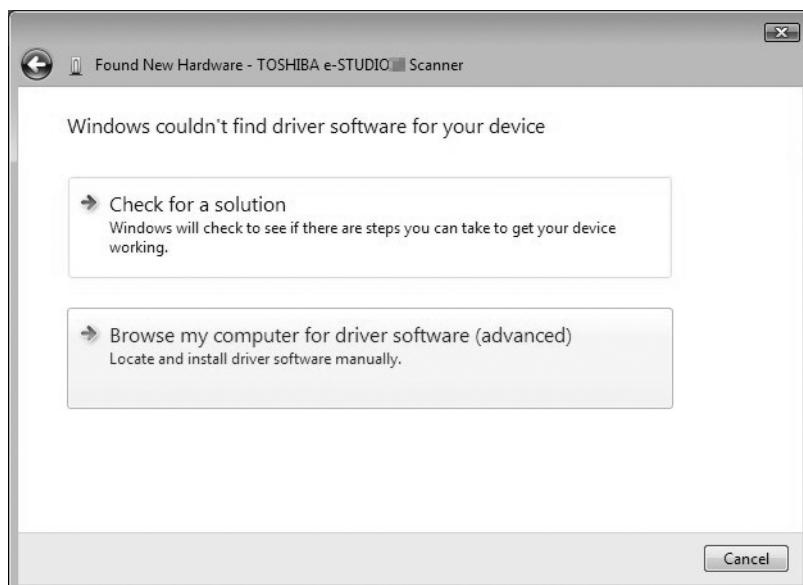 Found New Hardware - TOSHIBA e-STUDIO Scanner
Windows couldn't find driver software for your device
Check for a solution
Windows will check to see if there are steps you can take to get your device
working.
Browse my computer for driver software (advanced)
Locate and install driver software manually.
Cancel